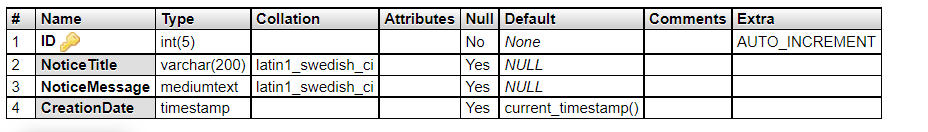 # Name Type Collation Attributes Null Default Comments Extra
1 ID int(5) No None AUTO_INCREMENT
2 NoticeTitle varchar(200) latin1_swedish_ci Yes NULL
3 NoticeMessage mediumtext latin1_swedish_ci Yes NULL
4 CreationDate timestamp Yes current_timestamp()